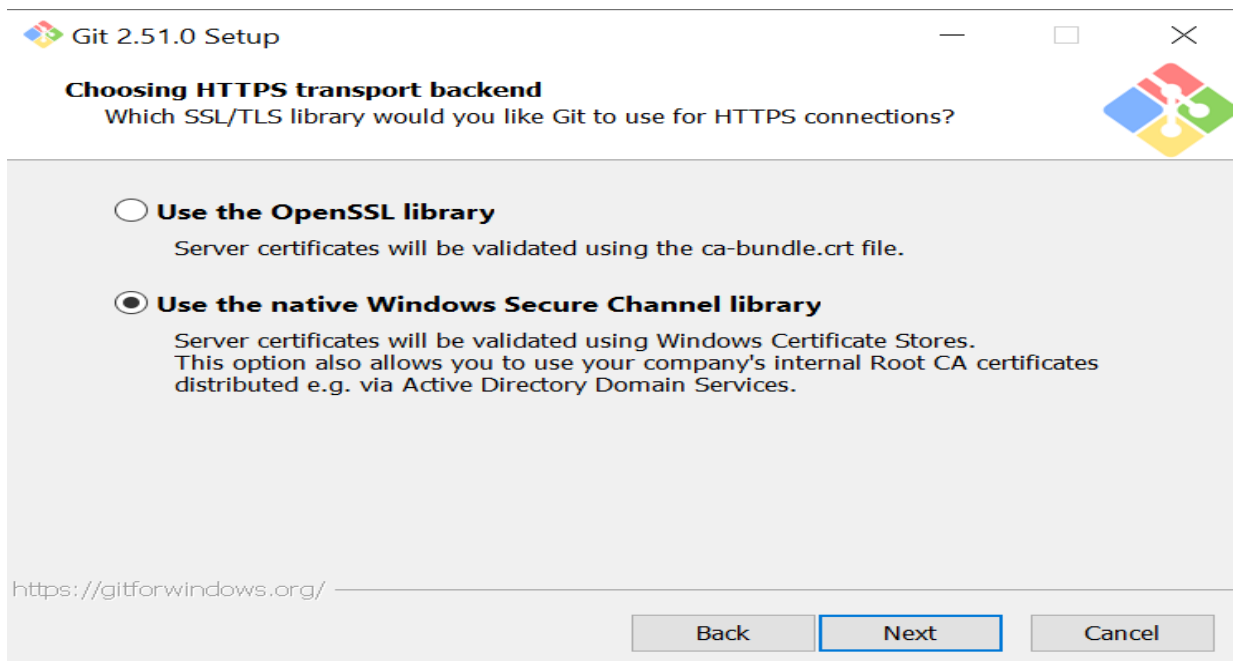 Git 2.51.0 Setup
Choosing HTTPS transport backend
Which SSL/TLS library would you like Git to use for HTTPS connections?
Use the OpenSSL library
Server certificates will be validated using the ca-bundle.crt file.
Use the native Windows Secure Channel library
Server certificates will be validated using Windows Certificate Stores.
This option also allows you to use your company's internal Root CA certificates
distributed e.g. via Active Directory Domain Services.
https://gitforwindows.org/
Back Next Cancel